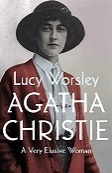 Lucy Worsley
AGATHA
CHRISTIE
A Very Elusive Woman